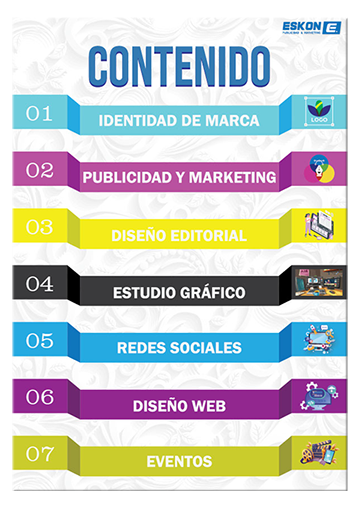 ESKON E
PUBLICIDAD & MARKETING
CONTENIDO
01
IDENTIDAD DE MARCA
LOGO
02
PUBLICIDAD Y MARKETING
03
DISEÑO EDITORIAL
04
ESTUDIO GRÁFICO
05
REDES SOCIALES
06
DISEÑO WEB
07
EVENTOS